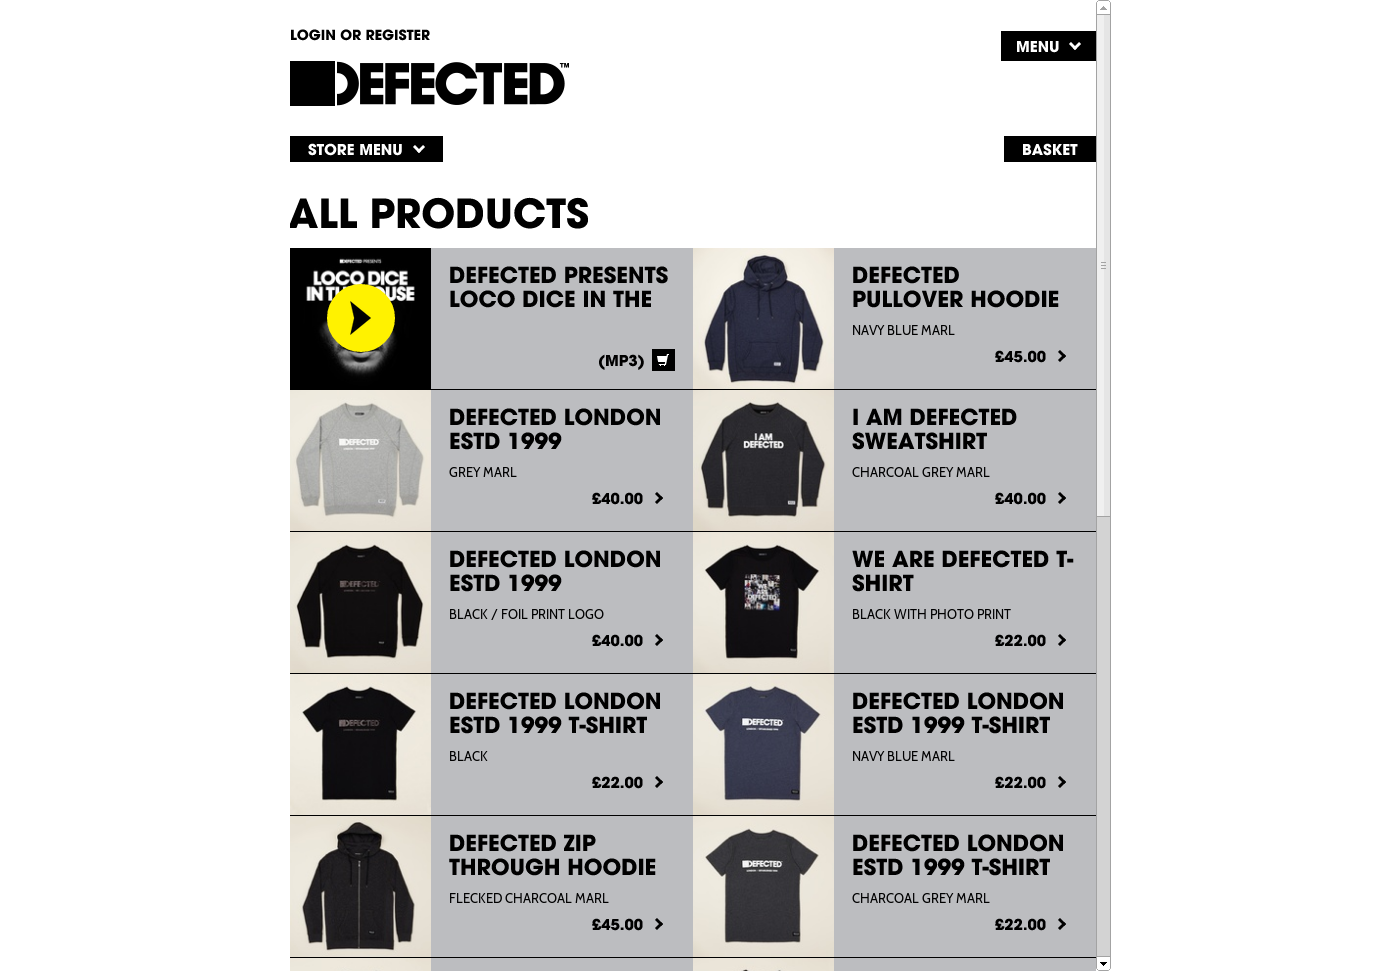 LOGIN OR REGISTER
MENU
DEFECTED™
STORE MENU
BASKET
ALL PRODUCTS
DEFECTED PRESENTS
LOCO DICE
DEFECTED PRESENTS
LOCO DICE IN THE
(MP3)
DEFECTED
PULLOVER HOODIE
NAVY BLUE MARL
£45.00
DEFECTED
DEFECTED LONDON
ESTD 1999
GREY MARL
£40.00
I AM
DEFECTED
I AM DEFECTED
SWEATSHIRT
CHARCOAL GREY MARL
£40.00
DEFECTED
DEFECTED LONDON
ESTD 1999
BLACK / FOIL PRINT LOGO
£40.00
WE
ARE
DEFECTED
WE ARE DEFECTED T-
SHIRT
BLACK WITH PHOTO PRINT
£22.00
DEFECTED
DEFECTED LONDON
ESTD 1999 T-SHIRT
BLACK
£22.00
DEFECTED
DEFECTED LONDON
ESTD 1999 T-SHIRT
NAVY BLUE MARL
£22.00
DEFECTED ZIP
THROUGH HOODIE
FLECKED CHARCOAL MARL
£45.00
DEFECTED
DEFECTED LONDON
ESTD 1999 T-SHIRT
CHARCOAL GREY MARL
£22.00